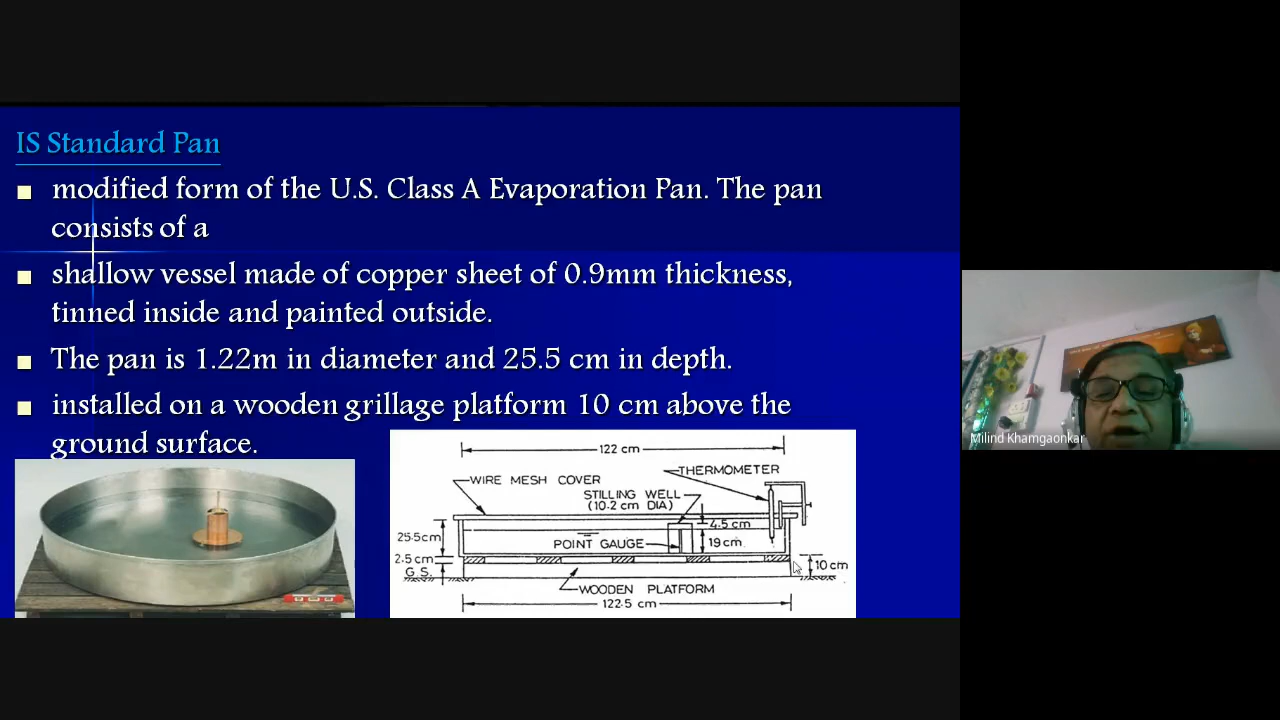 IS Standard Pan
modified form of the U.S. Class A Evaporation Pan. The pan
consists of a
shallow vessel made of copper sheet of 0.9mm thickness,
tinned inside and painted outside.
The pan is 1.22m in diameter and 25.5 cm in depth.
installed on a wooden grillage platform 10 cm above the
ground surface.
122 cm
WIRE MESH COVER
THERMOMETER
STILLING WELL
(10.2 cm DIA)
4.5 cm
25.5cm
POINT GAUGE
19 cm
2.5cm
G.S.
10 cm
WOODEN PLATFORM
122.5 cm
Milind Khamgaonkar